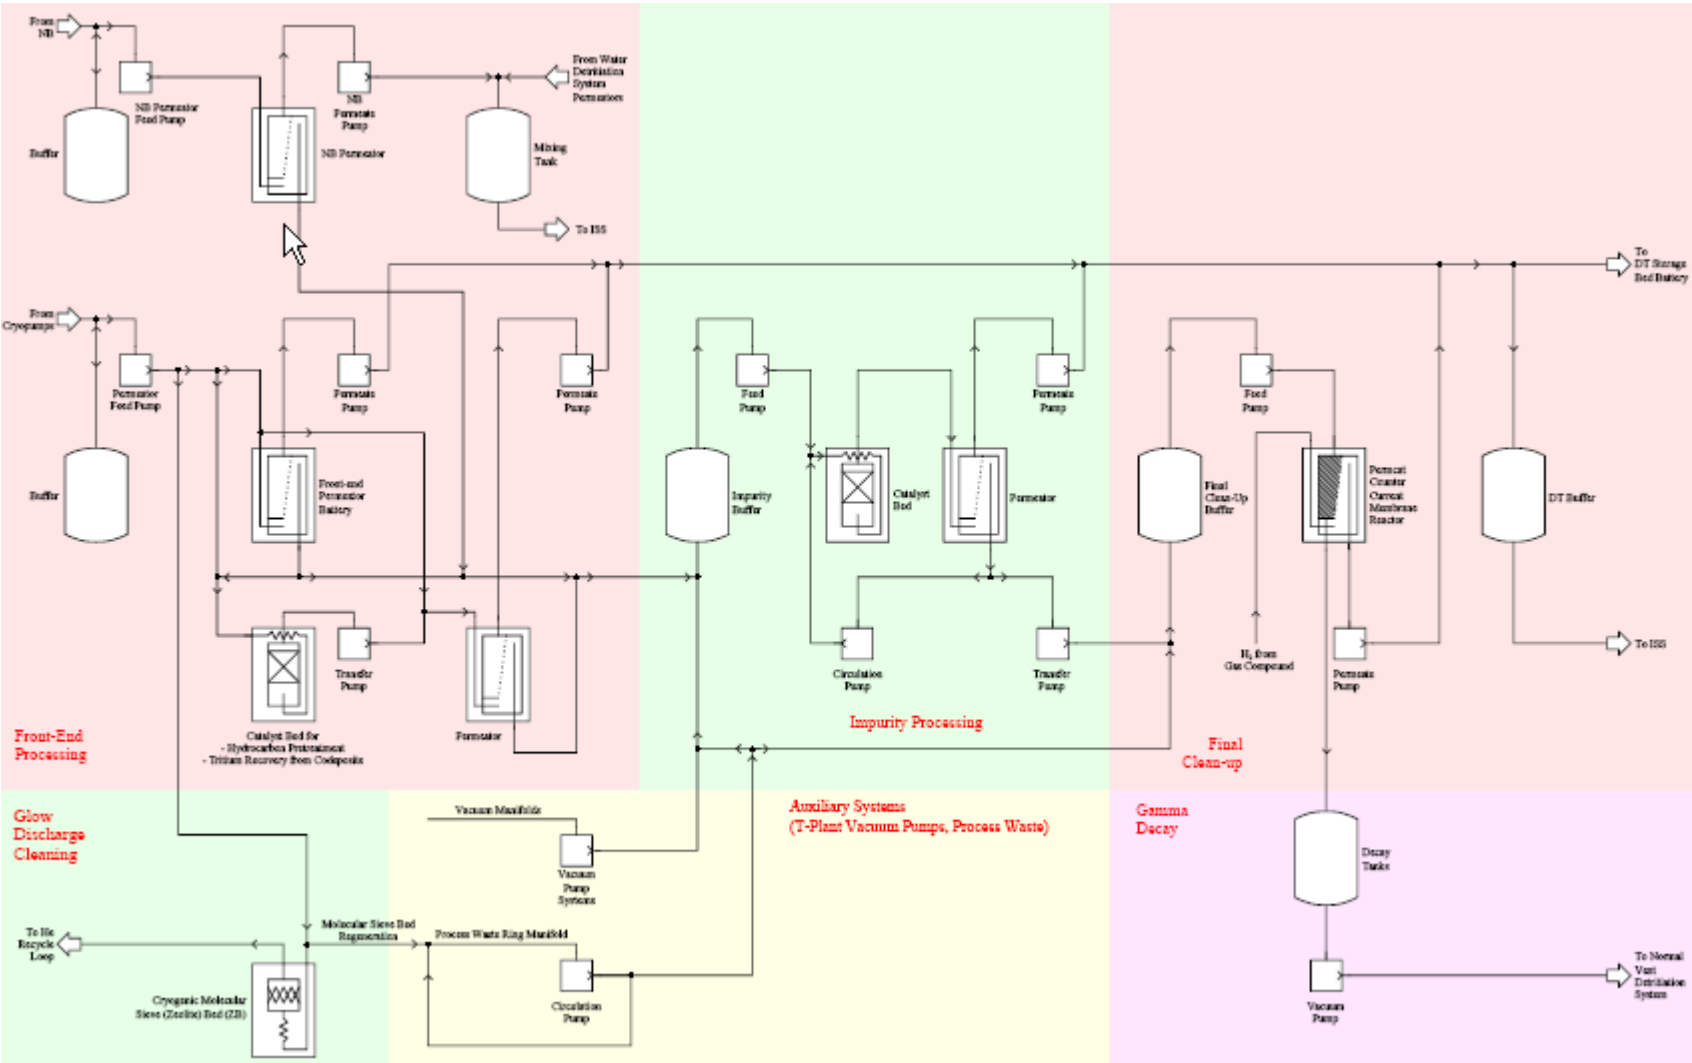 From
NB
NB Permeator
Feed Pump
Buffer
NB
Permeate
Pump
NB Permeator
From Water
Detritiation
System
Permeators
Mixing
Tank
To ISS
To
DT Storage
Bed Battery
From
Cryopumps
Permeator
Feed Pump
Permeate
Pump
Permeate
Pump
Feed
Pump
Permeate
Pump
Feed
Pump
Buffer
Front-end
Permeator
Battery
Impurity
Buffer
Catalyst
Bed
Permeator
Final
Clean-Up
Buffer
Permcat
Counter
Current
Membrane
Reactor
DT Buffer
Transfer
Pump
Circulation
Pump
Transfer
Pump
H₂ from
Gas Compound
Permeate
Pump
To ISS
Catalyst Bed for
- Hydrocarbon Pretreatment
- Tritium Recovery from Codeposits
Permeator
Front-End
Processing
Impurity Processing
Final
Clean-up
Glow
Discharge
Cleaning
Vacuum Manifolds
Vacuum
Pump
Systems
Auxiliary Systems
(T-Plant Vacuum Pumps, Process Waste)
Gamma
Decay
Decay
Tanks
To He
Recycle
Loop
Molecular Sieve Bed
Regeneration
Process Waste Ring Manifold
Cryogenic Molecular
Sieve (Zeolite) Bed (ZB)
Circulation
Pump
Vacuum
Pump
To Normal
Vent
Detritiation
System